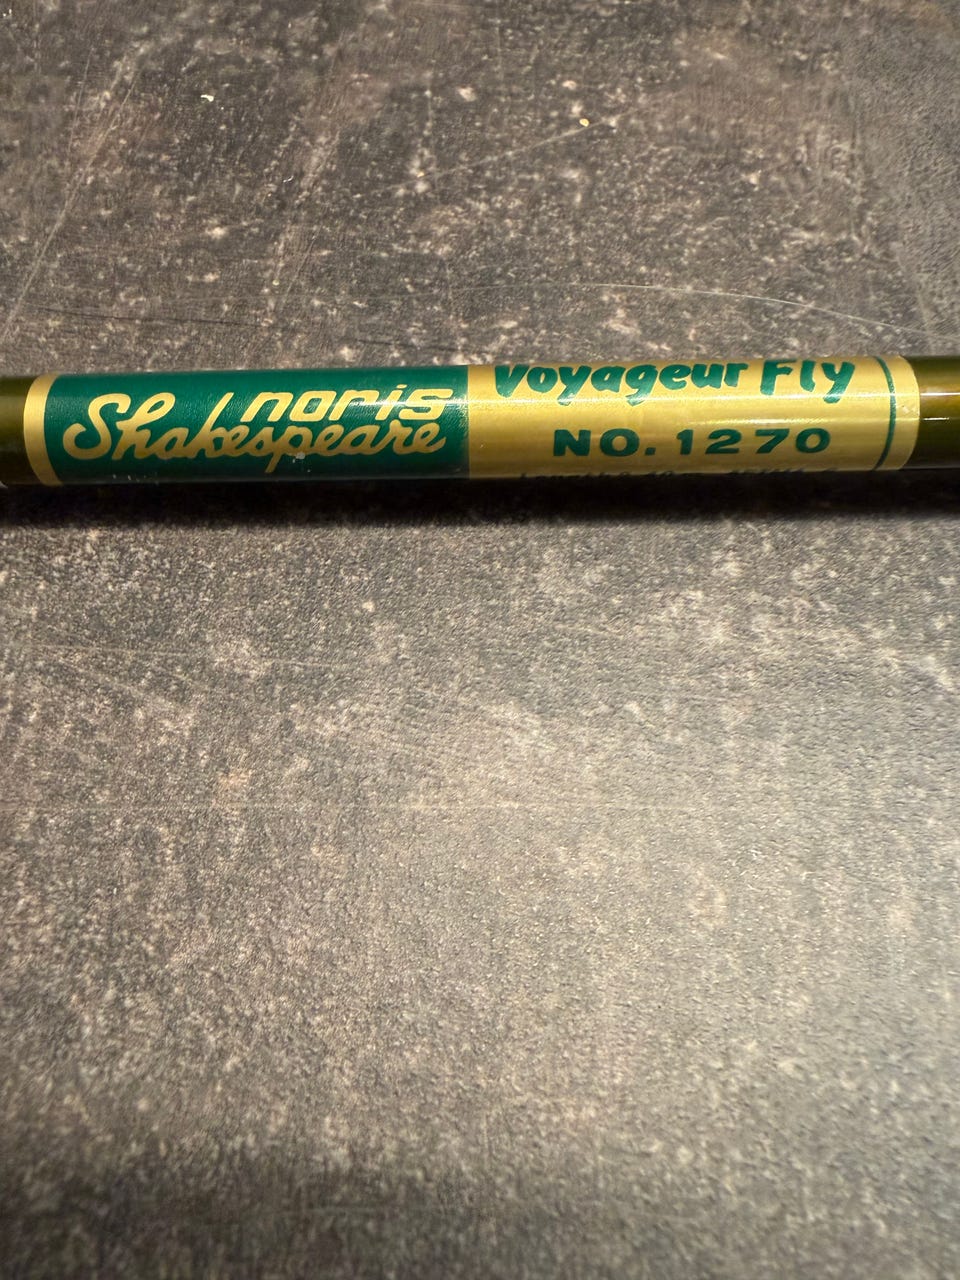 noris
Shakespeare
Voyageur Fly
NO. 1270